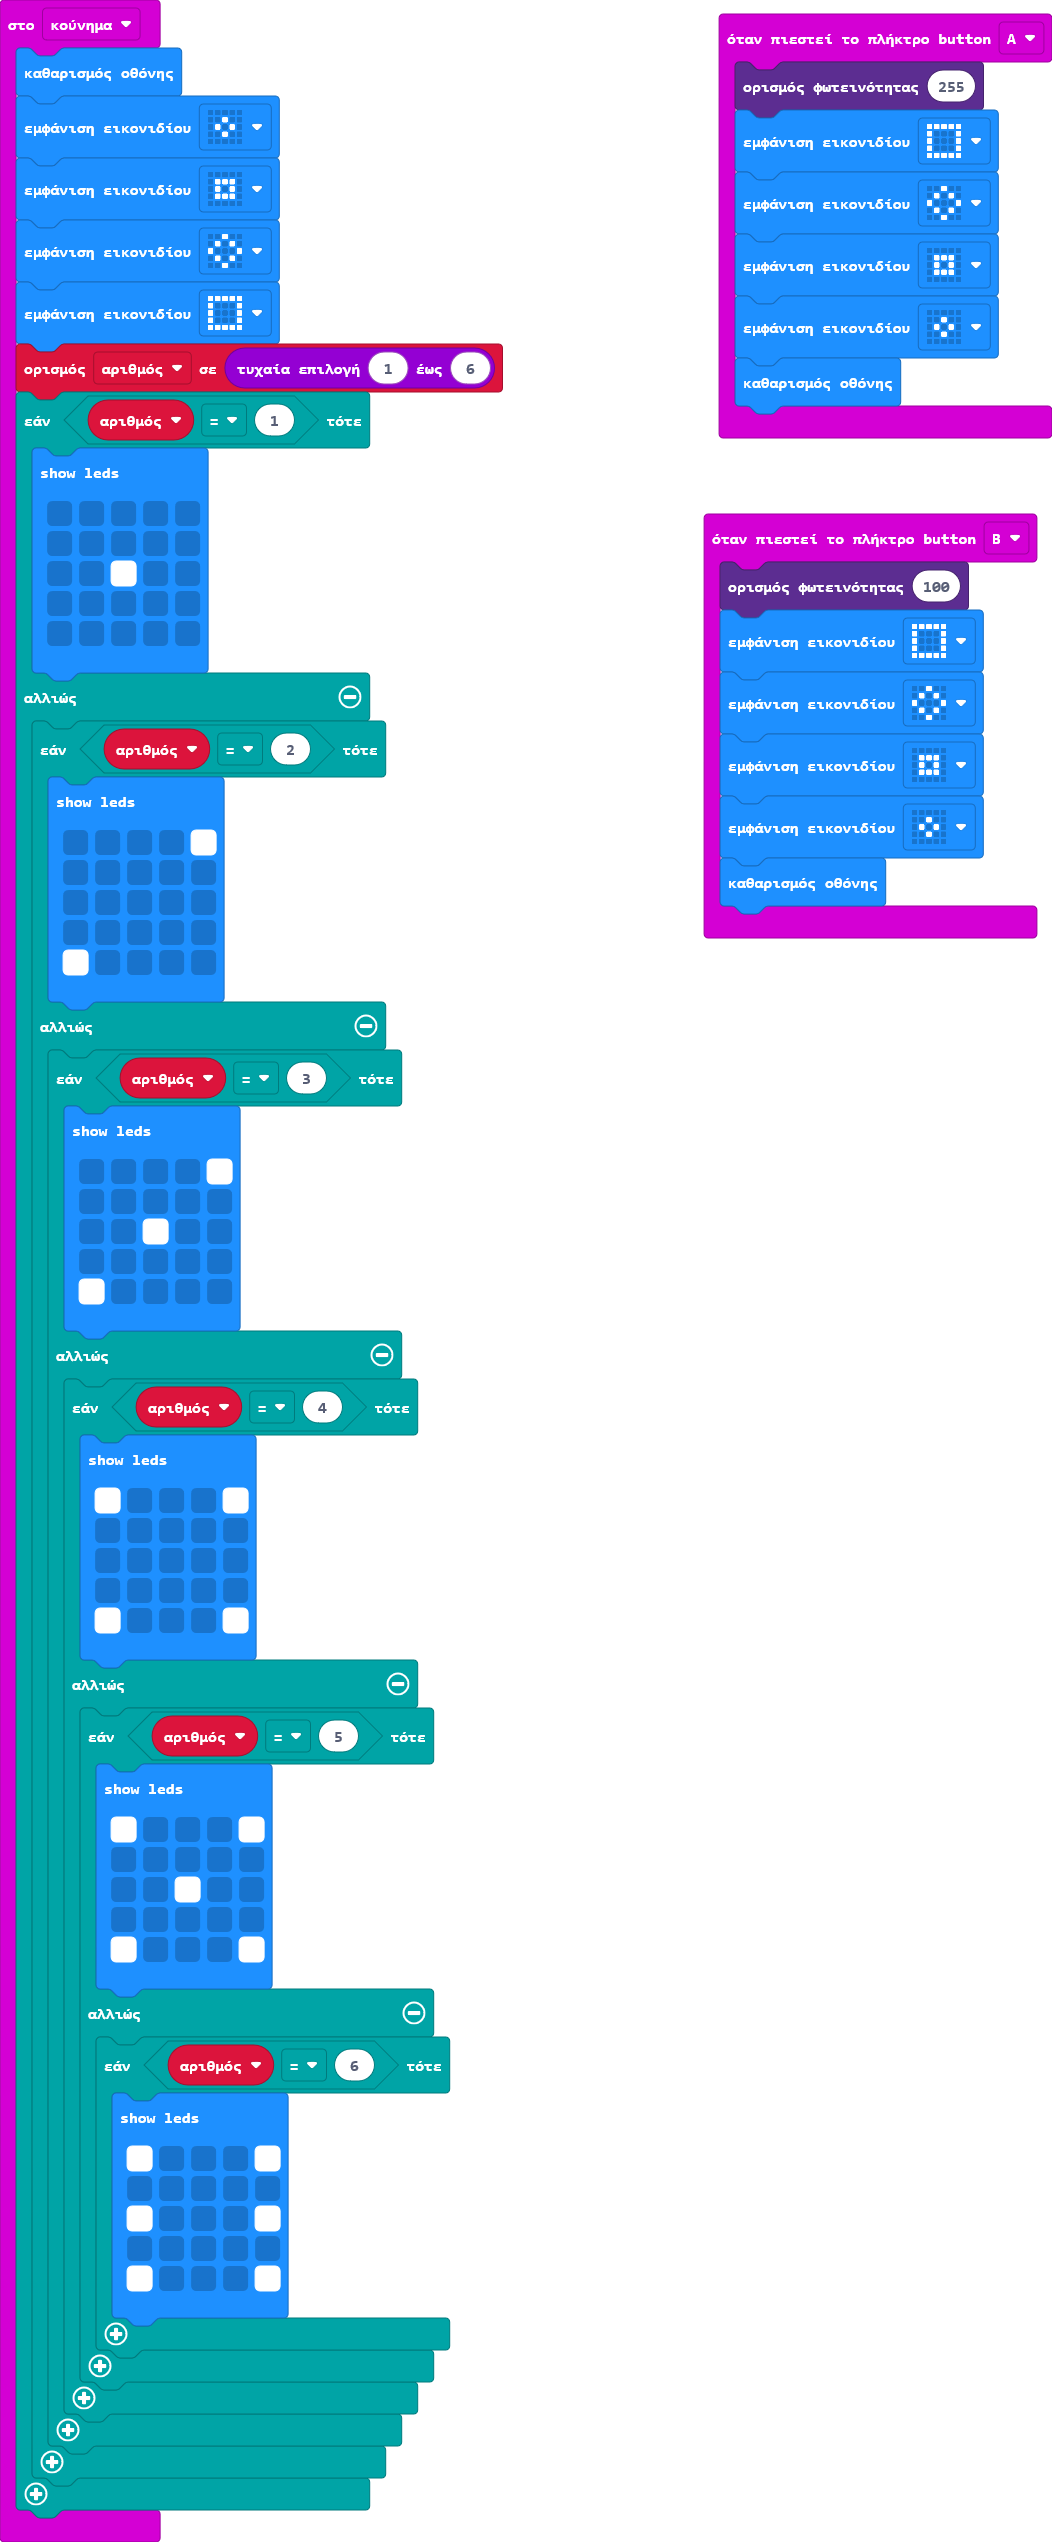 στο κούνημα
καθαρισμός οθόνης
εμφάνιση εικονιδίου
εμφάνιση εικονιδίου
εμφάνιση εικονιδίου
εμφάνιση εικονιδίου
ορισμός αριθμός σε τυχαία επιλογή 1 έως 6
εάν αριθμός = 1 τότε
show leds
αλλιώς
εάν αριθμός = 2 τότε
show leds
αλλιώς
εάν αριθμός = 3 τότε
show leds
αλλιώς
εάν αριθμός = 4 τότε
show leds
αλλιώς
εάν αριθμός = 5 τότε
show leds
αλλιώς
εάν αριθμός = 6 τότε
show leds
όταν πιεστεί το πλήκτρο button A
ορισμός φωτεινότητας 255
εμφάνιση εικονιδίου
εμφάνιση εικονιδίου
εμφάνιση εικονιδίου
εμφάνιση εικονιδίου
καθαρισμός οθόνης
όταν πιεστεί το πλήκτρο button B
ορισμός φωτεινότητας 100
εμφάνιση εικονιδίου
εμφάνιση εικονιδίου
εμφάνιση εικονιδίου
εμφάνιση εικονιδίου
καθαρισμός οθόνης